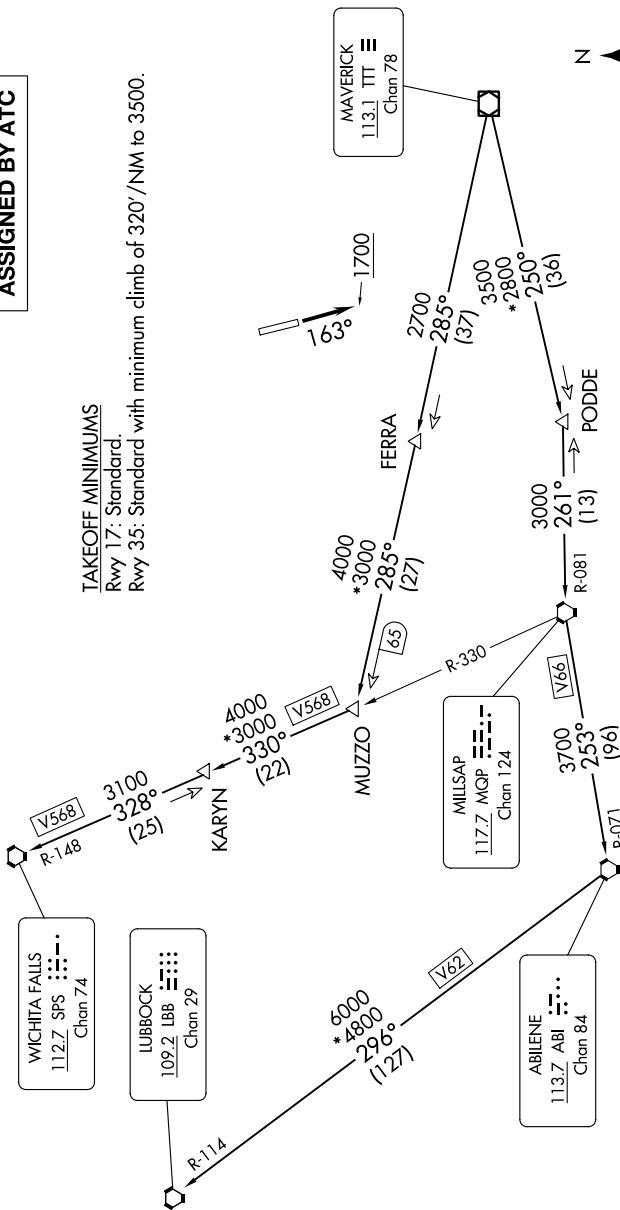 ASSIGNED BY ATC
TAKEOFF MINIMUMS
Rwy 17: Standard.
Rwy 35: Standard with minimum climb of 320'/NM to 3500.
MAVERICK
113.1 TTT
Chan 78
N
1700
163°
2700
285°
(37)
3500
*2800
250°
(36)
FERRA
PODDE
4000
*3000
285°
(27)
65
3000
261°
(13)
R-081
R-330
MUZZO
V568
4000
*3000
330°
(22)
KARYN
3100
328°
(25)
V568
R-148
WICHITA FALLS
112.7 SPS
Chan 74
MILLSAP
117.7 MQP
Chan 124
V66
3700
253°
(96)
R-071
LUBBOCK
109.2 LBB
Chan 29
V62
6000
*4800
296°
(127)
R-114
ABILENE
113.7 ABI
Chan 84